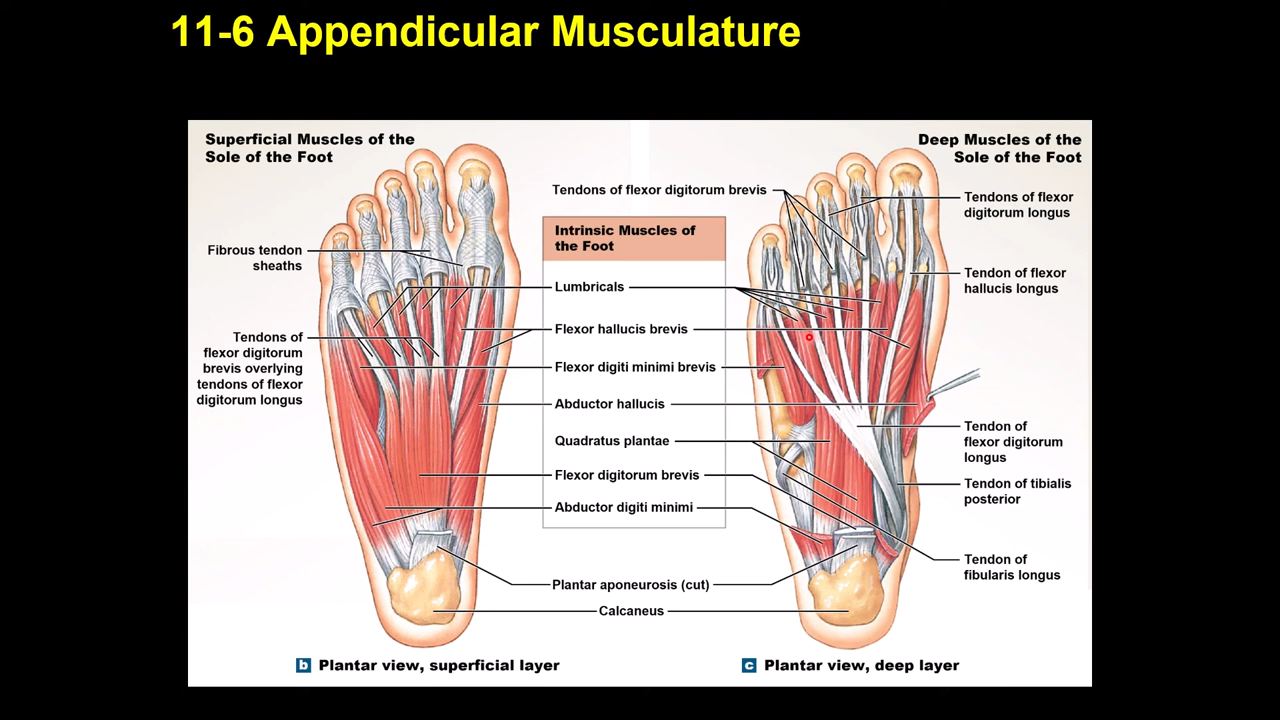 11-6 Appendicular Musculature
Superficial Muscles of the
Sole of the Foot
Fibrous tendon
sheaths
Tendons of
flexor digitorum
brevis overlying
tendons of flexor
digitorum longus
Tendons of flexor digitorum brevis
Intrinsic Muscles of
the Foot
Lumbricals
Flexor hallucis brevis
Flexor digiti minimi brevis
Abductor hallucis
Quadratus plantae
Flexor digitorum brevis
Abductor digiti minimi
Plantar aponeurosis (cut)
Calcaneus
Deep Muscles of the
Sole of the Foot
Tendons of flexor
digitorum longus
Tendon of flexor
hallucis longus
Tendon of
flexor digitorum
longus
Tendon of tibialis
posterior
Tendon of
fibularis longus
b Plantar view, superficial layer
c Plantar view, deep layer